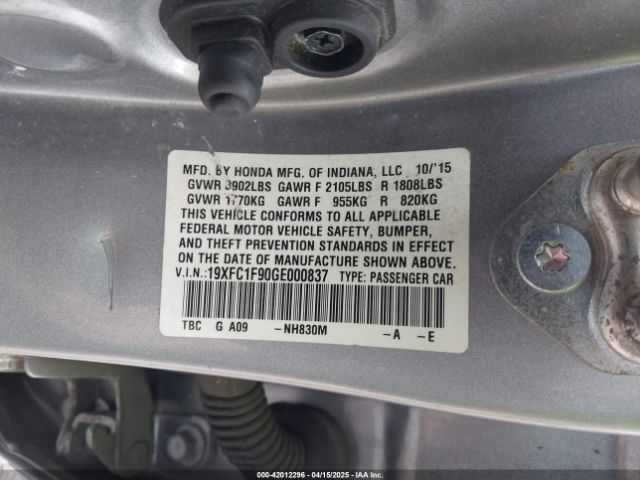 MFD. BY HONDA MFG. OF INDIANA, LLC 10/'15
GVWR 3902LBS GAWR F 2105LBS R 1808LBS
GVWR 1770KG GAWR F 955KG R 820KG
THIS VEHICLE CONFORMS TO ALL APPLICABLE
FEDERAL MOTOR VEHICLE SAFETY, BUMPER,
AND THEFT PREVENTION STANDARDS IN EFFECT
ON THE DATE OF MANUFACTURE SHOWN ABOVE.
V.I.N.:19XFC1F90GE000837 TYPE: PASSENGER CAR
TBC G A09 -NH830M -A -E
000-42012296 - 04/15/2025 - IAAI.COM